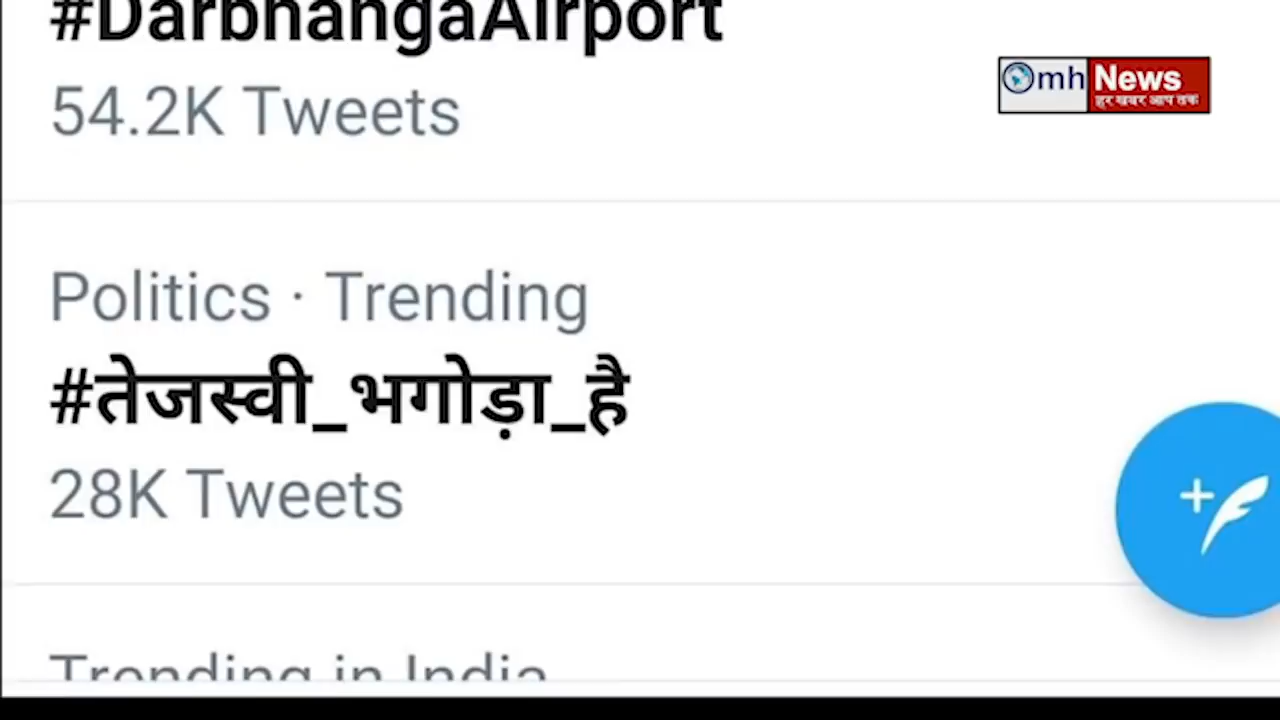 #DarbhangaAirport
54.2K Tweets
mh News
हर खबर आप तक
Politics · Trending
#तेजस्वी_भगोड़ा_है
28K Tweets
Trending in India